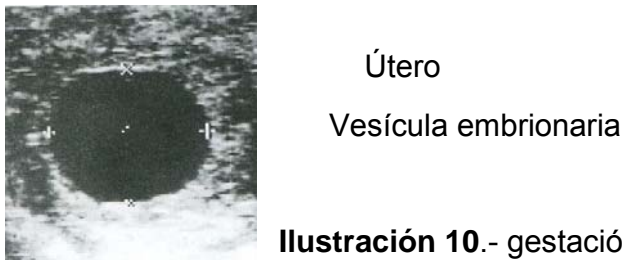 Útero
Vesícula embrionaria
Ilustración 10.- gestació